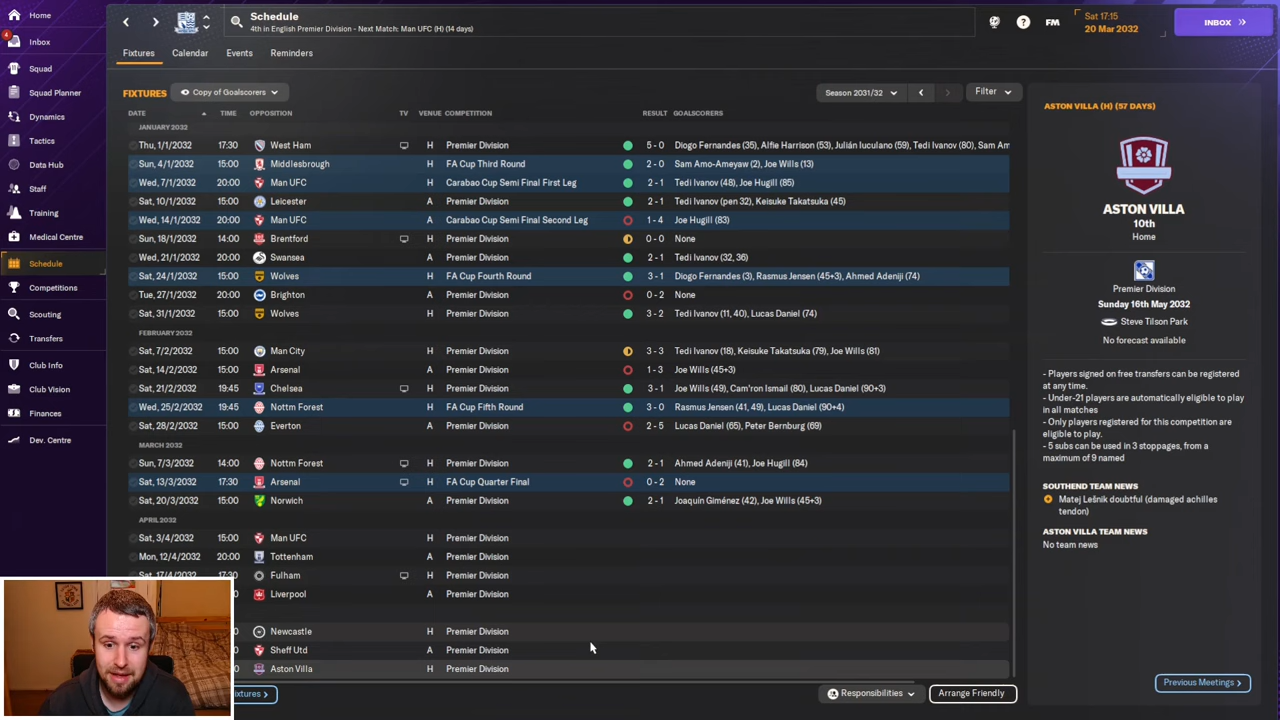 Home
Schedule
4th in English Premier Division - Next Match: Man UFC (H) (14 days)
FM
Sat 17:15
20 Mar 2032
INBOX
4
Inbox
Squad
Squad Planner
Dynamics
Tactics
Data Hub
Staff
Training
Medical Centre
Schedule
Competitions
Scouting
Transfers
Club Info
Club Vision
Finances
Dev. Centre
Fixtures Calendar Events Reminders
FIXTURES Copy of Goalscorers Season 2031/32 Filter
DATE TIME OPPOSITION TV VENUE COMPETITION RESULT GOALSCORERS
JANUARY 2032
Thu, 1/1/2032 17:30 West Ham H Premier Division 5 - 0 Diogo Fernandes (35), Alfie Harrison (53), Julián Iuculano (59), Tedi Ivanov (80), Sam Am
Sun, 4/1/2032 15:00 Middlesbrough H FA Cup Third Round 2 - 0 Sam Amo-Ameyaw (2), Joe Wills (13)
Wed, 7/1/2032 20:00 Man UFC H Carabao Cup Semi Final First Leg 2 - 1 Tedi Ivanov (48), Joe Hugill (85)
Sat, 10/1/2032 15:00 Leicester A Premier Division 2 - 1 Tedi Ivanov (pen 32), Keisuke Takatsuka (45)
Wed, 14/1/2032 20:00 Man UFC A Carabao Cup Semi Final Second Leg 1 - 4 Joe Hugill (83)
Sun, 18/1/2032 14:00 Brentford H Premier Division 0 - 0 None
Wed, 21/1/2032 20:00 Swansea A Premier Division 2 - 1 Tedi Ivanov (32, 36)
Sat, 24/1/2032 15:00 Wolves H FA Cup Fourth Round 3 - 1 Diogo Fernandes (3), Rasmus Jensen (45+3), Ahmed Adeniji (74)
Tue, 27/1/2032 20:00 Brighton A Premier Division 0 - 2 None
Sat, 31/1/2032 15:00 Wolves A Premier Division 3 - 2 Tedi Ivanov (11, 40), Lucas Daniel (74)
FEBRUARY 2032
Sat, 7/2/2032 15:00 Man City H Premier Division 3 - 3 Tedi Ivanov (18), Keisuke Takatsuka (79), Joe Wills (81)
Sat, 14/2/2032 15:00 Arsenal A Premier Division 1 - 3 Joe Wills (45+3)
Sat, 21/2/2032 19:45 Chelsea H Premier Division 3 - 1 Joe Wills (49), Cam'ron Ismail (80), Lucas Daniel (90+3)
Wed, 25/2/2032 19:45 Nottm Forest H FA Cup Fifth Round 3 - 0 Rasmus Jensen (41, 49), Lucas Daniel (90+4)
Sat, 28/2/2032 15:00 Everton A Premier Division 2 - 5 Lucas Daniel (65), Peter Bernburg (69)
MARCH 2032
Sun, 7/3/2032 14:00 Nottm Forest H Premier Division 2 - 1 Ahmed Adeniji (41), Joe Hugill (84)
Sat, 13/3/2032 17:30 Arsenal H FA Cup Quarter Final 0 - 2 None
Sat, 20/3/2032 15:00 Norwich A Premier Division 2 - 1 Joaquín Giménez (42), Joe Wills (45+3)
APRIL 2032
Sat, 3/4/2032 15:00 Man UFC H Premier Division
Mon, 12/4/2032 20:00 Tottenham A Premier Division
Sat, 17/4/2032 17:30 Fulham H Premier Division
Liverpool A Premier Division
Newcastle H Premier Division
Sheff Utd A Premier Division
Aston Villa H Premier Division
Responsibilities Arrange Friendly
ASTON VILLA (H) (57 DAYS)
ASTON VILLA
10th
Home
Premier Division
Sunday 16th May 2032
Steve Tilson Park
No forecast available
- Players signed on free transfers can be registered
at any time.
- Under-21 players are automatically eligible to play
in all matches
- Only players registered for this competition are
eligible to play.
- 5 subs can be used in 3 stoppages, from a
maximum of 9 named
SOUTHEND TEAM NEWS
Matej Lešnik doubtful (damaged achilles
tendon)
ASTON VILLA TEAM NEWS
No team news
Previous Meetings